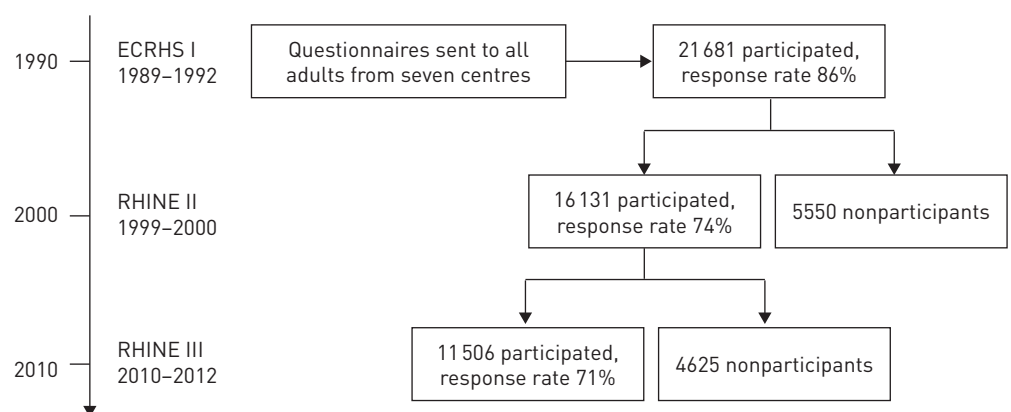 1990
ECRHS I
1989–1992
Questionnaires sent to all
adults from seven centres
21 681 participated,
response rate 86%
2000
RHINE II
1999–2000
16 131 participated,
response rate 74%
5550 nonparticipants
2010
RHINE III
2010–2012
11 506 participated,
response rate 71%
4625 nonparticipants